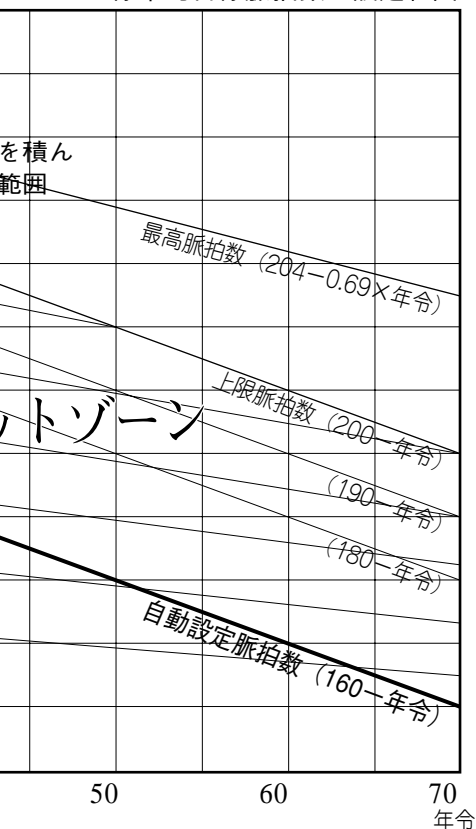 を積ん
範囲
最高脈拍数（204－0.69×年令）
上限脈拍数（200－年令）
ットゾーン
（190－年令）
（180－年令）
自動設定脈拍数（160－年令）
50 60 70
年令